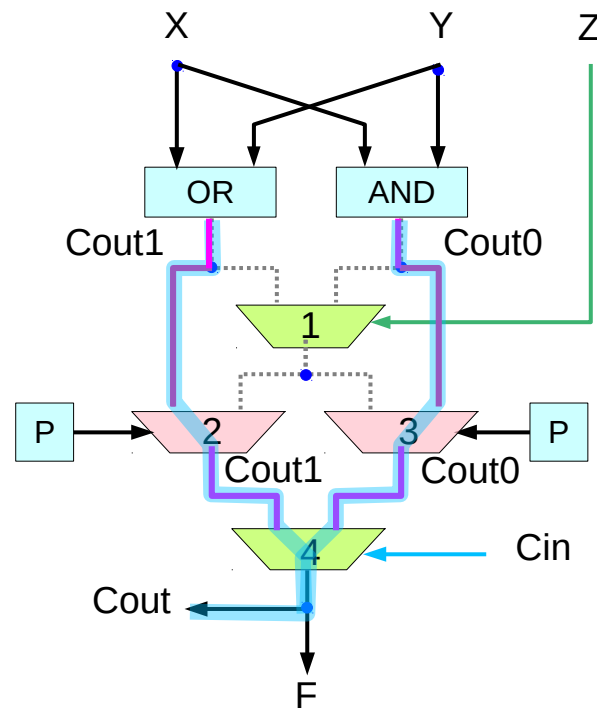 X Y Z
OR AND
Cout1 Cout0
1
P 2 3 P
Cout1 Cout0
4 Cin
Cout
F